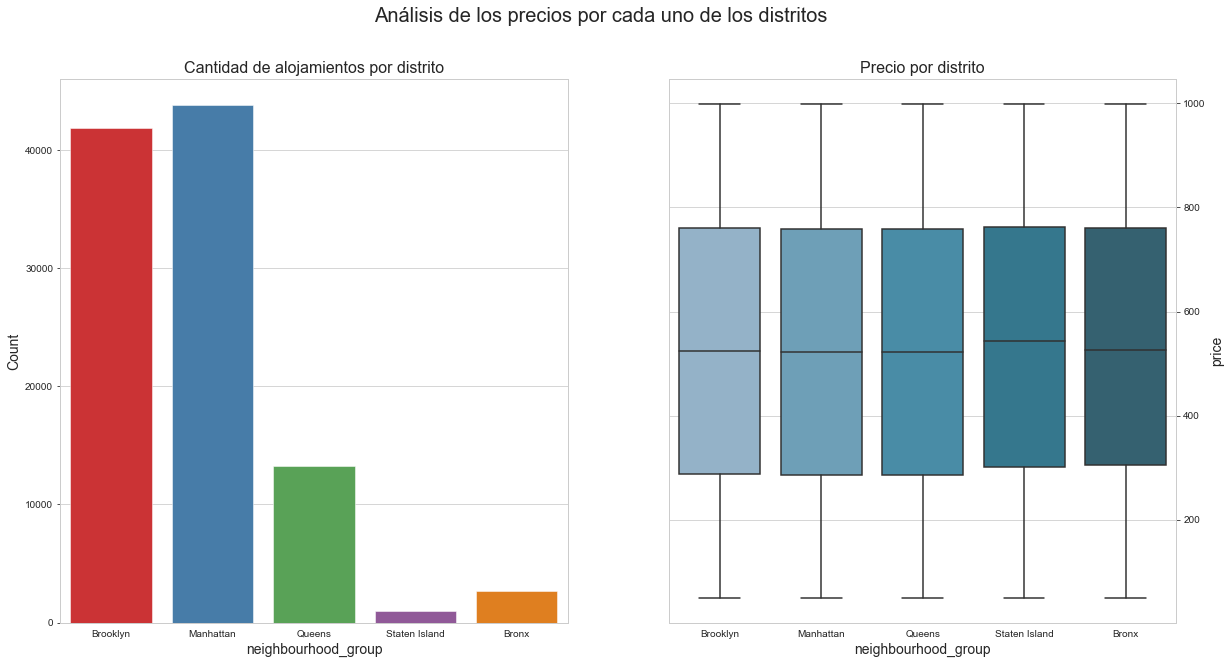 Análisis de los precios por cada uno de los distritos
Cantidad de alojamientos por distrito
Count
40000
30000
20000
10000
0
Brooklyn Manhattan Queens Staten Island Bronx
neighbourhood_group
Precio por distrito
1000
800
600
400
200
price
Brooklyn Manhattan Queens Staten Island Bronx
neighbourhood_group